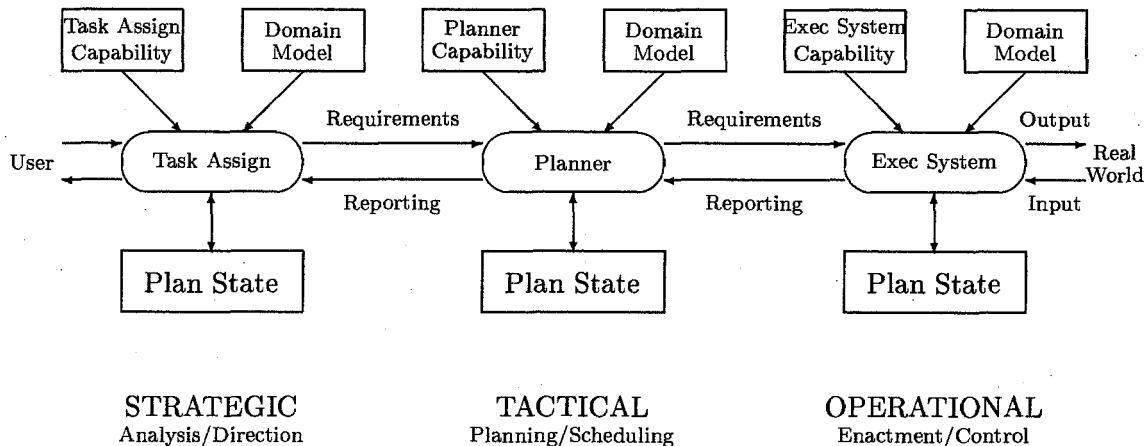 Task Assign
Capability
Domain
Model
Planner
Capability
Domain
Model
Exec System
Capability
Domain
Model
Requirements
Requirements
Output
User
Task Assign
Planner
Exec System
Real
World
Reporting
Reporting
Input
Plan State
Plan State
Plan State
STRATEGIC
Analysis/Direction
TACTICAL
Planning/Scheduling
OPERATIONAL
Enactment/Control